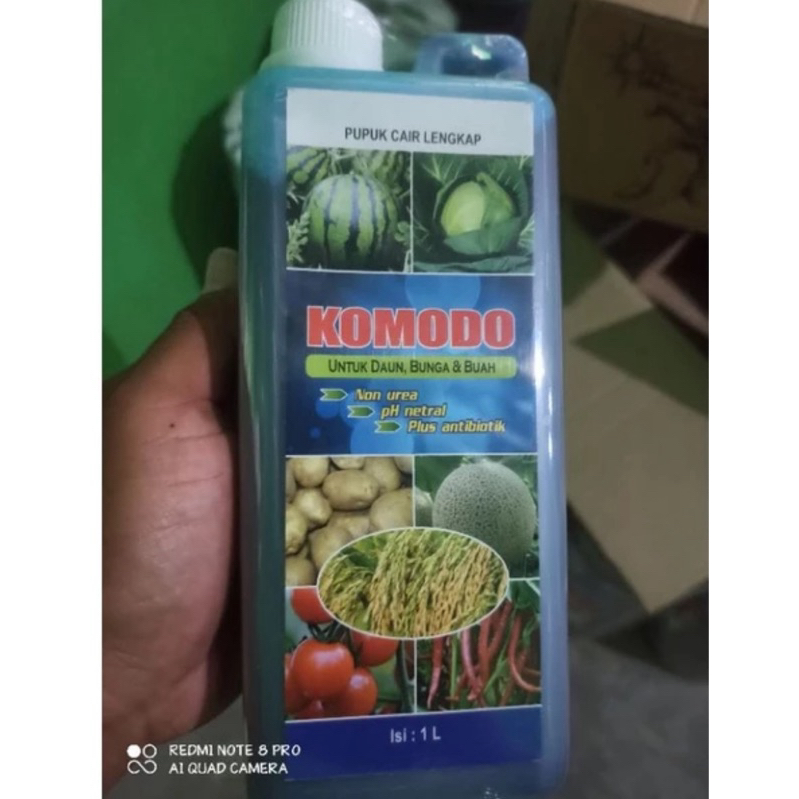 PUPUK CAIR LENGKAP
KOMODO
UNTUK DAUN, BUNGA & BUAH
Non urea
pH netral
Plus antibiotik
Isi : 1 L
REDMI NOTE 8 PRO
AI QUAD CAMERA